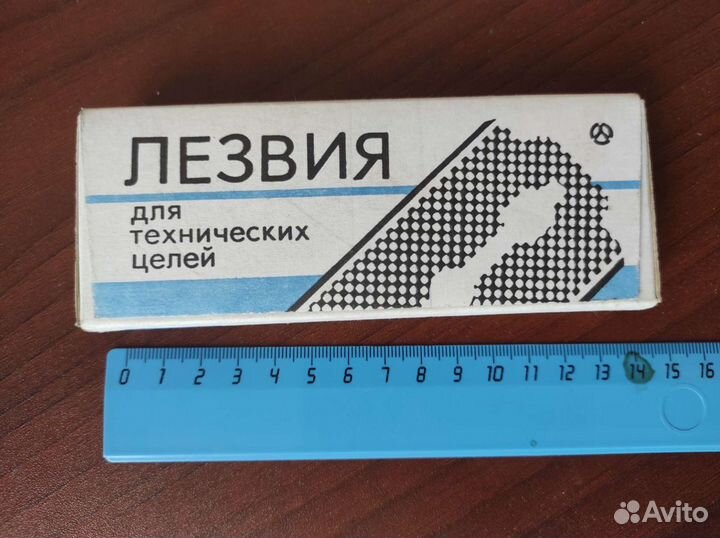 ЛЕЗВИЯ
для
технических
целей
0 1 2 3 4 5 6 7 8 9 10 11 12 13 14 15 16
Avito